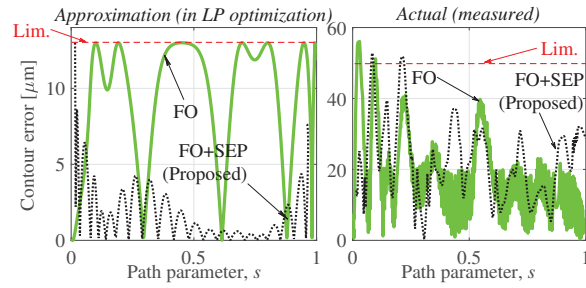 Approximation (in LP optimization)
Lim.
Contour error [μm]
10
5
0
FO
FO+SEP
(Proposed)
0
0.5
1
Path parameter, s
Actual (measured)
60
50
40
20
0
Lim.
FO
FO+SEP
(Proposed)
0
0.5
1
Path parameter, s